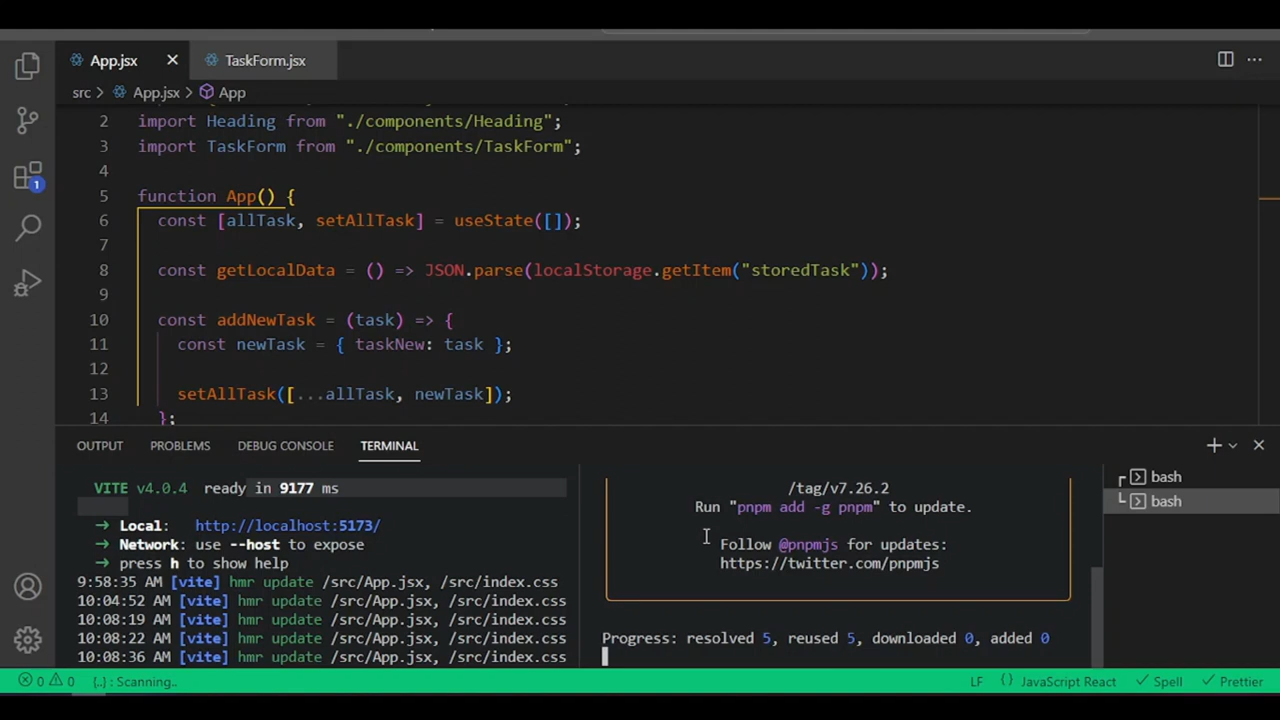 App.jsx
TaskForm.jsx
src > App.jsx > App
2 import Heading from "./components/Heading";
3 import TaskForm from "./components/TaskForm";
4
5 function App() {
6 const [allTask, setAllTask] = useState([]);
7
8 const getLocalData = () => JSON.parse(localStorage.getItem("storedTask"));
9
10 const addNewTask = (task) => {
11 const newTask = { taskNew: task };
12
13 setAllTask([...allTask, newTask]);
14 };
1
OUTPUT PROBLEMS DEBUG CONSOLE TERMINAL
VITE v4.0.4 ready in 9177 ms
→ Local: http://localhost:5173/
→ Network: use --host to expose
→ press h to show help
9:58:35 AM [vite] hmr update /src/App.jsx, /src/index.css
10:04:52 AM [vite] hmr update /src/App.jsx, /src/index.css
10:08:19 AM [vite] hmr update /src/App.jsx, /src/index.css
10:08:22 AM [vite] hmr update /src/App.jsx, /src/index.css
10:08:36 AM [vite] hmr update /src/App.jsx, /src/index.css
/tag/v7.26.2
Run "pnpm add -g pnpm" to update.
Follow @pnpmjs for updates:
https://twitter.com/pnpmjs
Progress: resolved 5, reused 5, downloaded 0, added 0
bash
bash
0 0 {..} : Scanning..
LF {} JavaScript React Spell Prettier